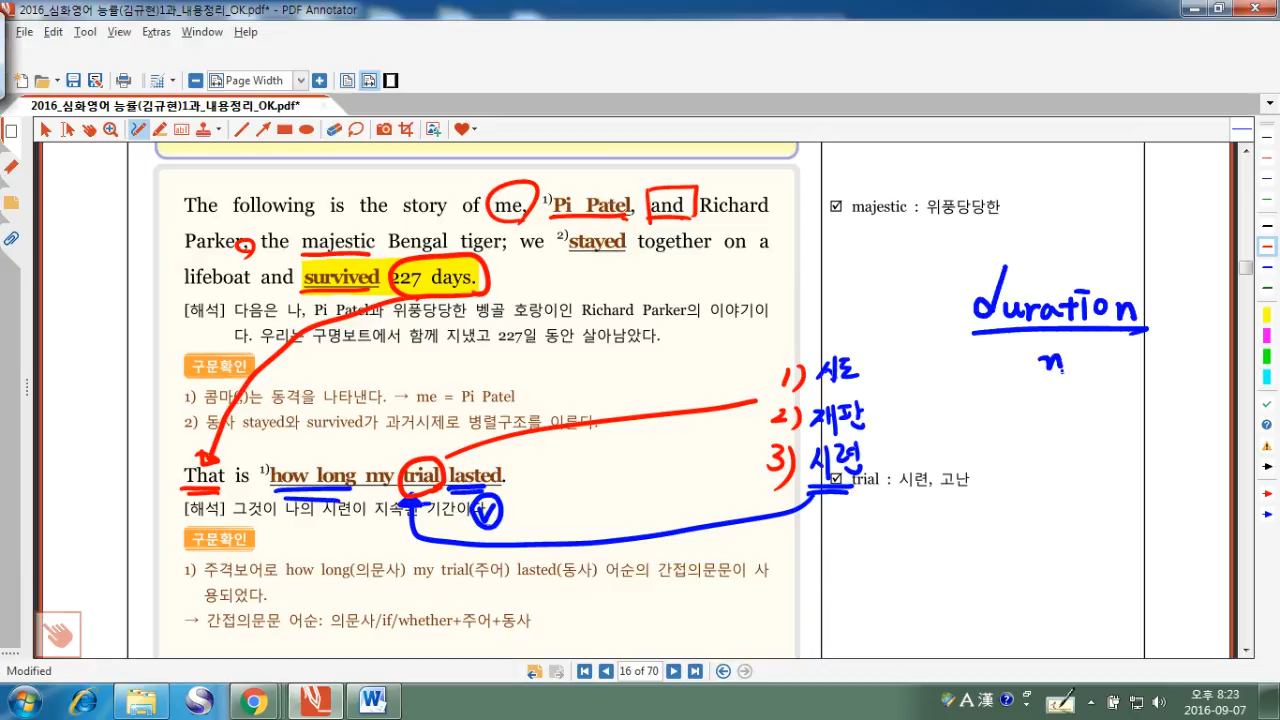 2016_심화영어 능률(김규현)1과_내용정리_OK.pdf* - PDF Annotator
File Edit Tool View Extras Window Help
Page Width
2016_심화영어 능률(김규현)1과_내용정리_OK.pdf*
The following is the story of me, 1)Pi Patel, and Richard
Parker, the majestic Bengal tiger; we 2)stayed together on a
lifeboat and survived 227 days.
☑ majestic : 위풍당당한
[해석] 다음은 나, Pi Patel과 위풍당당한 벵골 호랑이인 Richard Parker의 이야기이
다. 우리는 구명보트에서 함께 지냈고 227일 동안 살아남았다.
duration
n
구문확인
1) 콤마(,)는 동격을 나타낸다. → me = Pi Patel
2) 동사 stayed와 survived가 과거시제로 병렬구조를 이룬다.
1) 시도
2) 재판
3) 시련
That is 1)how long my trial lasted.
☑ trial : 시련, 고난
[해석] 그것이 나의 시련이 지속된 기간이다.
V
구문확인
1) 주격보어로 how long(의문사) my trial(주어) lasted(동사) 어순의 간접의문문이 사
용되었다.
→ 간접의문문 어순: 의문사/if/whether+주어+동사
Modified
16 of 70
A 漢
오후 8:23
2016-09-07